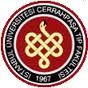 İSTANBUL ÜNİVERSİTESİ CERRAHPAŞA TIP FAKÜLTESİ
1967